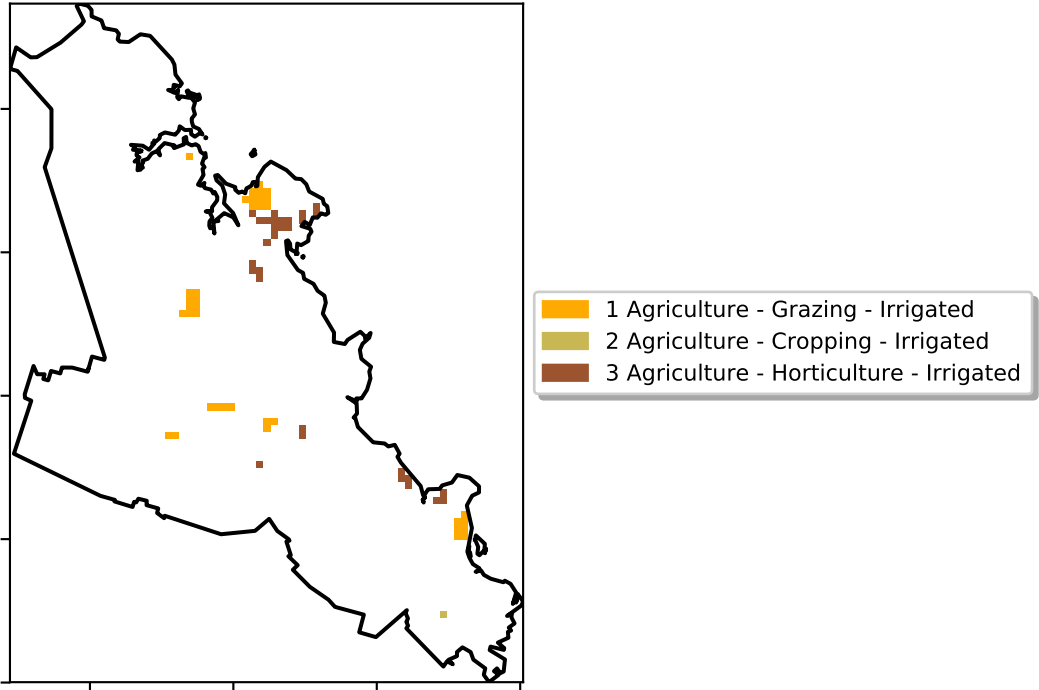 1 Agriculture - Grazing - Irrigated
2 Agriculture - Cropping - Irrigated
3 Agriculture - Horticulture - Irrigated